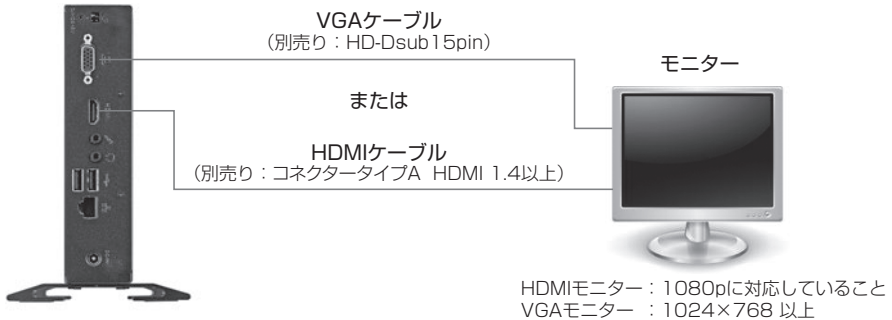 VGAケーブル
（別売り：HD-Dsub15pin）
モニター
または
HDMIケーブル
（別売り：コネクタータイプA HDMI 1.4以上）
HDMIモニター：1080pに対応していること
VGAモニター ：1024×768 以上